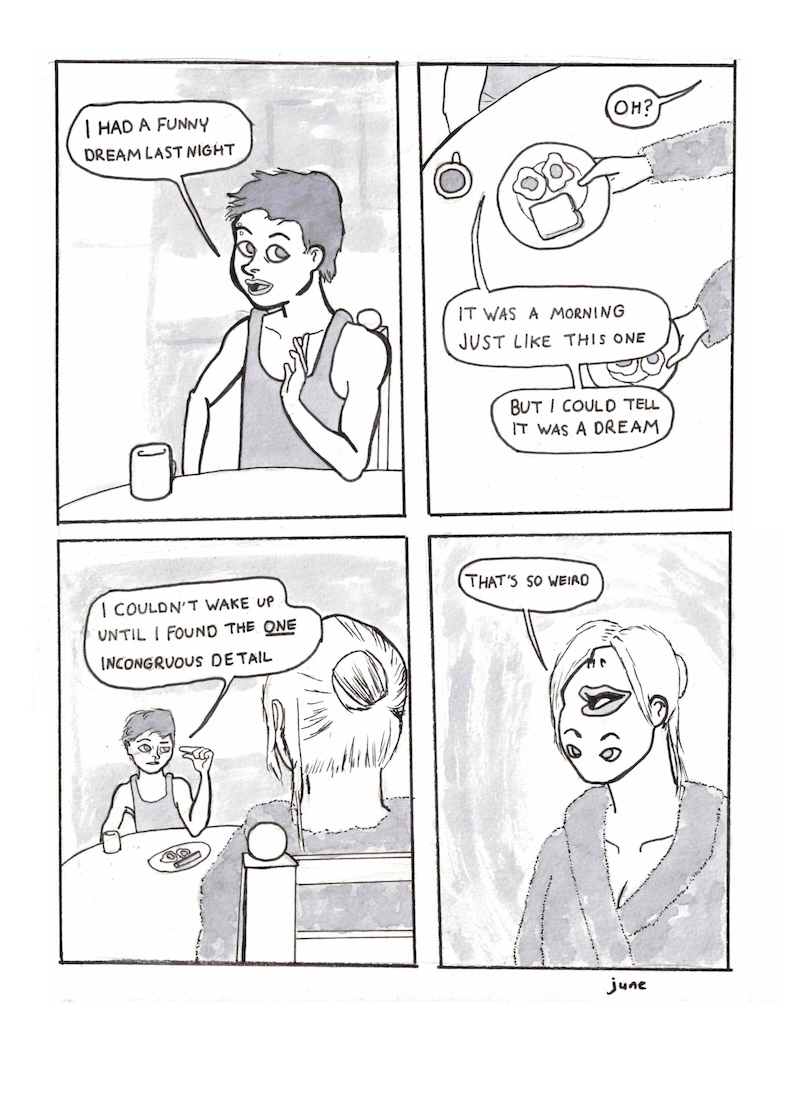 I HAD A FUNNY
DREAM LAST NIGHT
OH?
IT WAS A MORNING
JUST LIKE THIS ONE
BUT I COULD TELL
IT WAS A DREAM
I COULDN'T WAKE UP
UNTIL I FOUND THE ONE
INCONGRUOUS DETAIL
THAT'S SO WEIRD
june